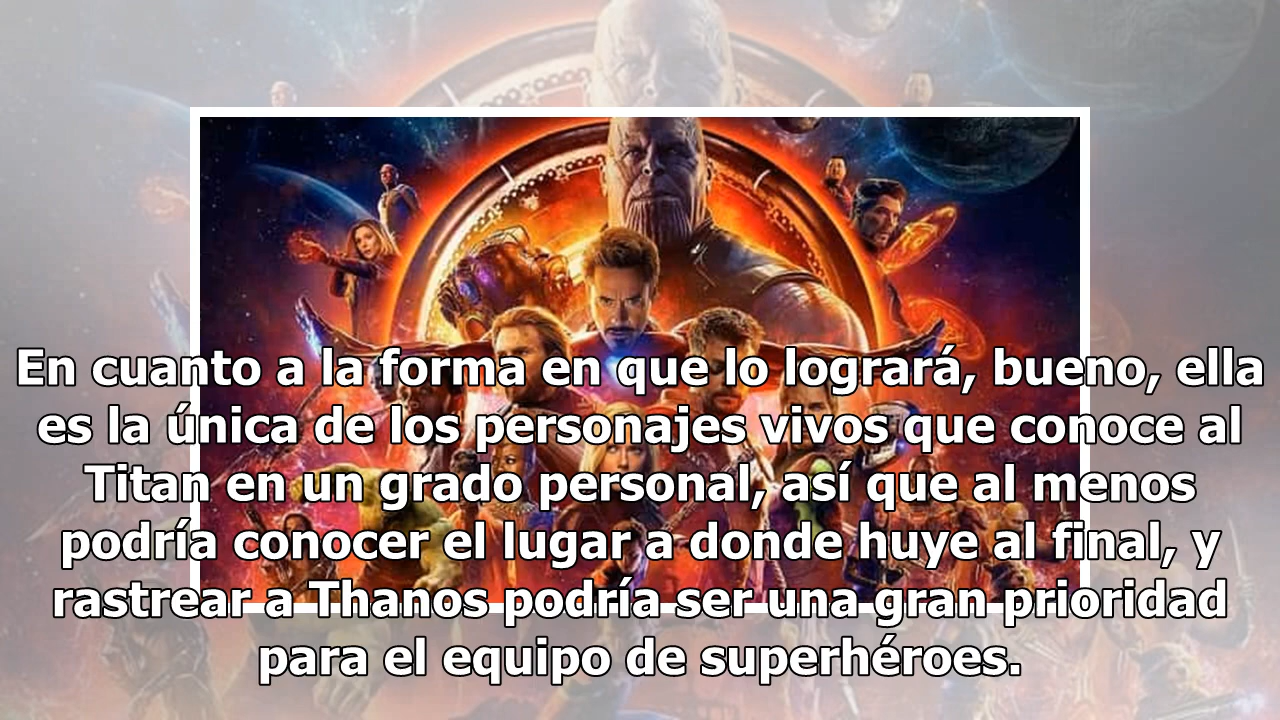 En cuanto a la forma en que lo logrará, bueno, ella
es la única de los personajes vivos que conoce al
Titan en un grado personal, así que al menos
podría conocer el lugar a donde huye al final, y
rastrear a Thanos podría ser una gran prioridad
para el equipo de superhéroes.